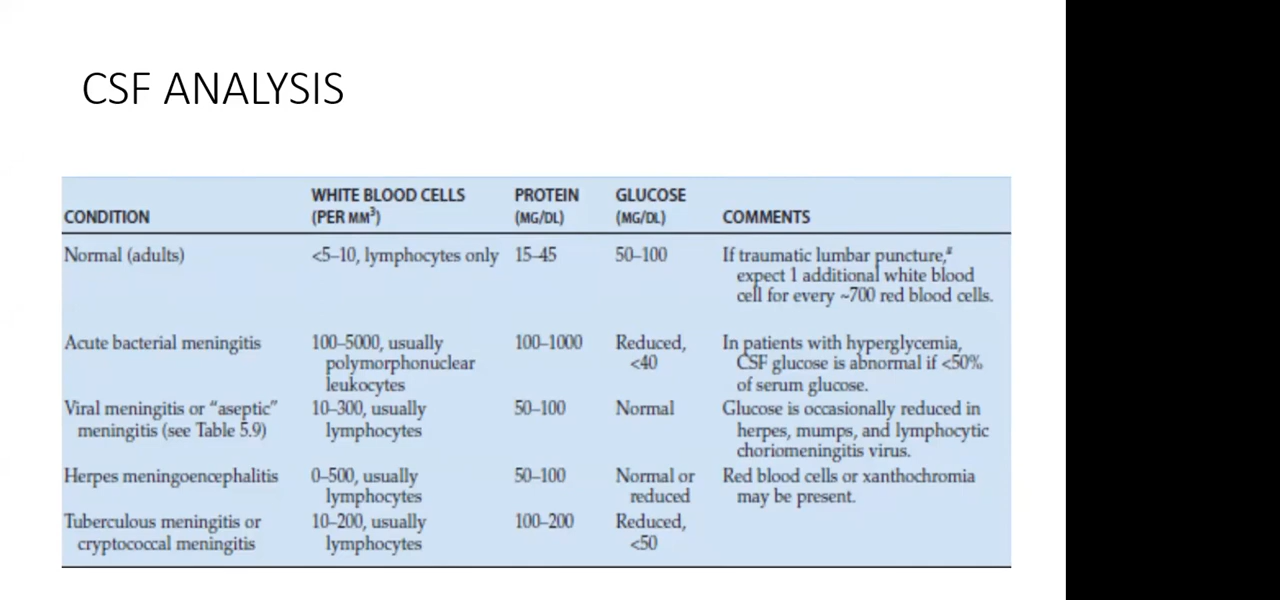 CSF ANALYSIS
CONDITION WHITE BLOOD CELLS (PER MM³) PROTEIN (MG/DL) GLUCOSE (MG/DL) COMMENTS
Normal (adults) <5–10, lymphocytes only 15-45 50–100 If traumatic lumbar puncture,
expect 1 additional white blood
cell for every ~700 red blood cells.
Acute bacterial meningitis 100–5000, usually 100–1000 Reduced, In patients with hyperglycemia,
polymorphonuclear <40 CSF glucose is abnormal if <50%
leukocytes of serum glucose.
Viral meningitis or “aseptic” 10–300, usually 50–100 Normal Glucose is occasionally reduced in
meningitis (see Table 5.9) lymphocytes herpes, mumps, and lymphocytic
choriomeningitis virus.
Herpes meningoencephalitis 0–500, usually 50–100 Normal or Red blood cells or xanthochromia
lymphocytes reduced may be present.
Tuberculous meningitis or 10–200, usually 100–200 Reduced,
cryptococcal meningitis lymphocytes <50